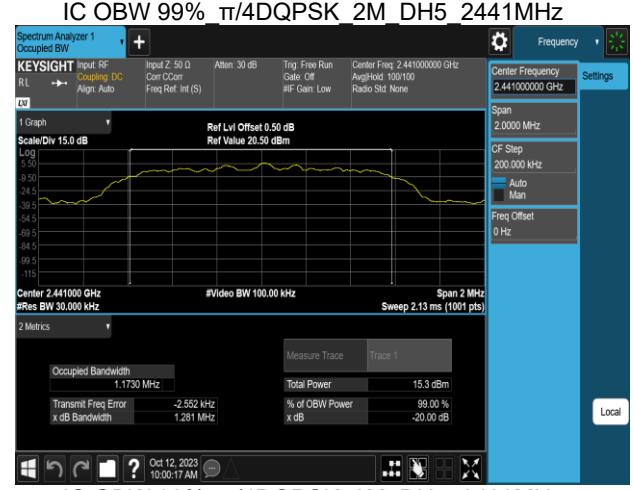 IC OBW 99%_π/4DQPSK_2M_DH5_2441MHz
Spectrum Analyzer 1
Occupied BW
Frequency
KEYSIGHT
RL
LXI
Input: RF
Coupling: DC
Align: Auto
Input Z: 50 Ω
Corr CCorr
Freq Ref: Int (S)
Atten: 30 dB
Trig: Free Run
Gate: Off
#IF Gain: Low
Center Freq: 2.441000000 GHz
Avg|Hold: 100/100
Radio Std: None
Center Frequency
2.441000000 GHz
Settings
Span
2.0000 MHz
CF Step
200.000 kHz
Auto
Man
Freq Offset
0 Hz
1 Graph
Scale/Div 15.0 dB
Ref Lvl Offset 0.50 dB
Ref Value 20.50 dBm
Log
5.50
-9.50
-24.5
-39.5
-54.5
-69.5
-84.5
-99.5
-115
Center 2.441000 GHz
#Res BW 30.000 kHz
#Video BW 100.00 kHz
Span 2 MHz
Sweep 2.13 ms (1001 pts)
2 Metrics
Measure Trace Trace 1
Occupied Bandwidth
1.1730 MHz
Total Power 15.3 dBm
Transmit Freq Error -2.552 kHz
% of OBW Power 99.00 %
x dB Bandwidth 1.281 MHz
x dB -20.00 dB
Local
?
Oct 12, 2023
10:00:17 AM